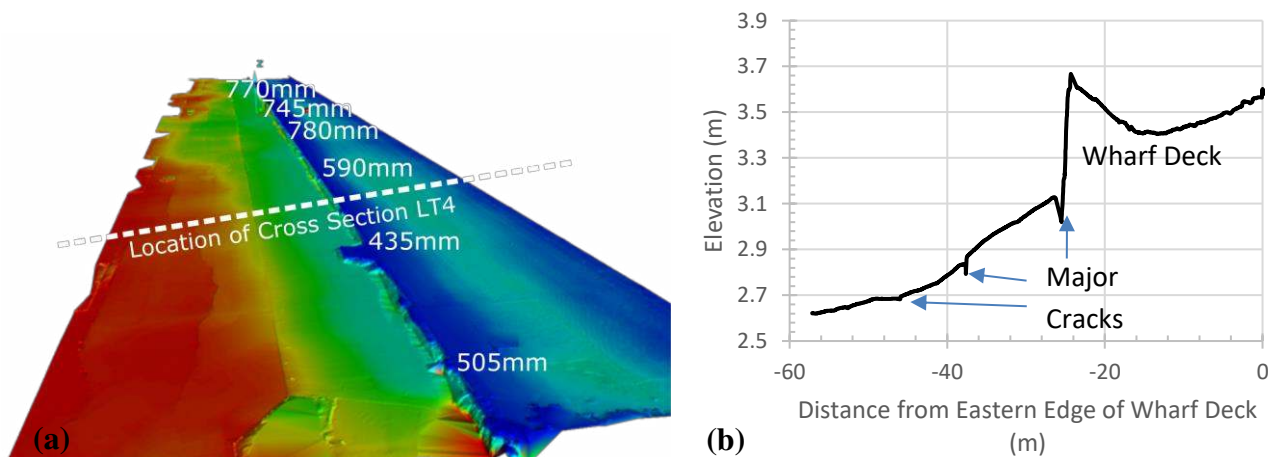 z
770mm
745mm
780mm
590mm
Location of Cross Section LT4
435mm
505mm
(a)
3.9
3.7
3.5
3.3
3.1
2.9
2.7
2.5
Elevation (m)
Wharf Deck
Major
Cracks
-60
-40
-20
0
Distance from Eastern Edge of Wharf Deck
(m)
(b)